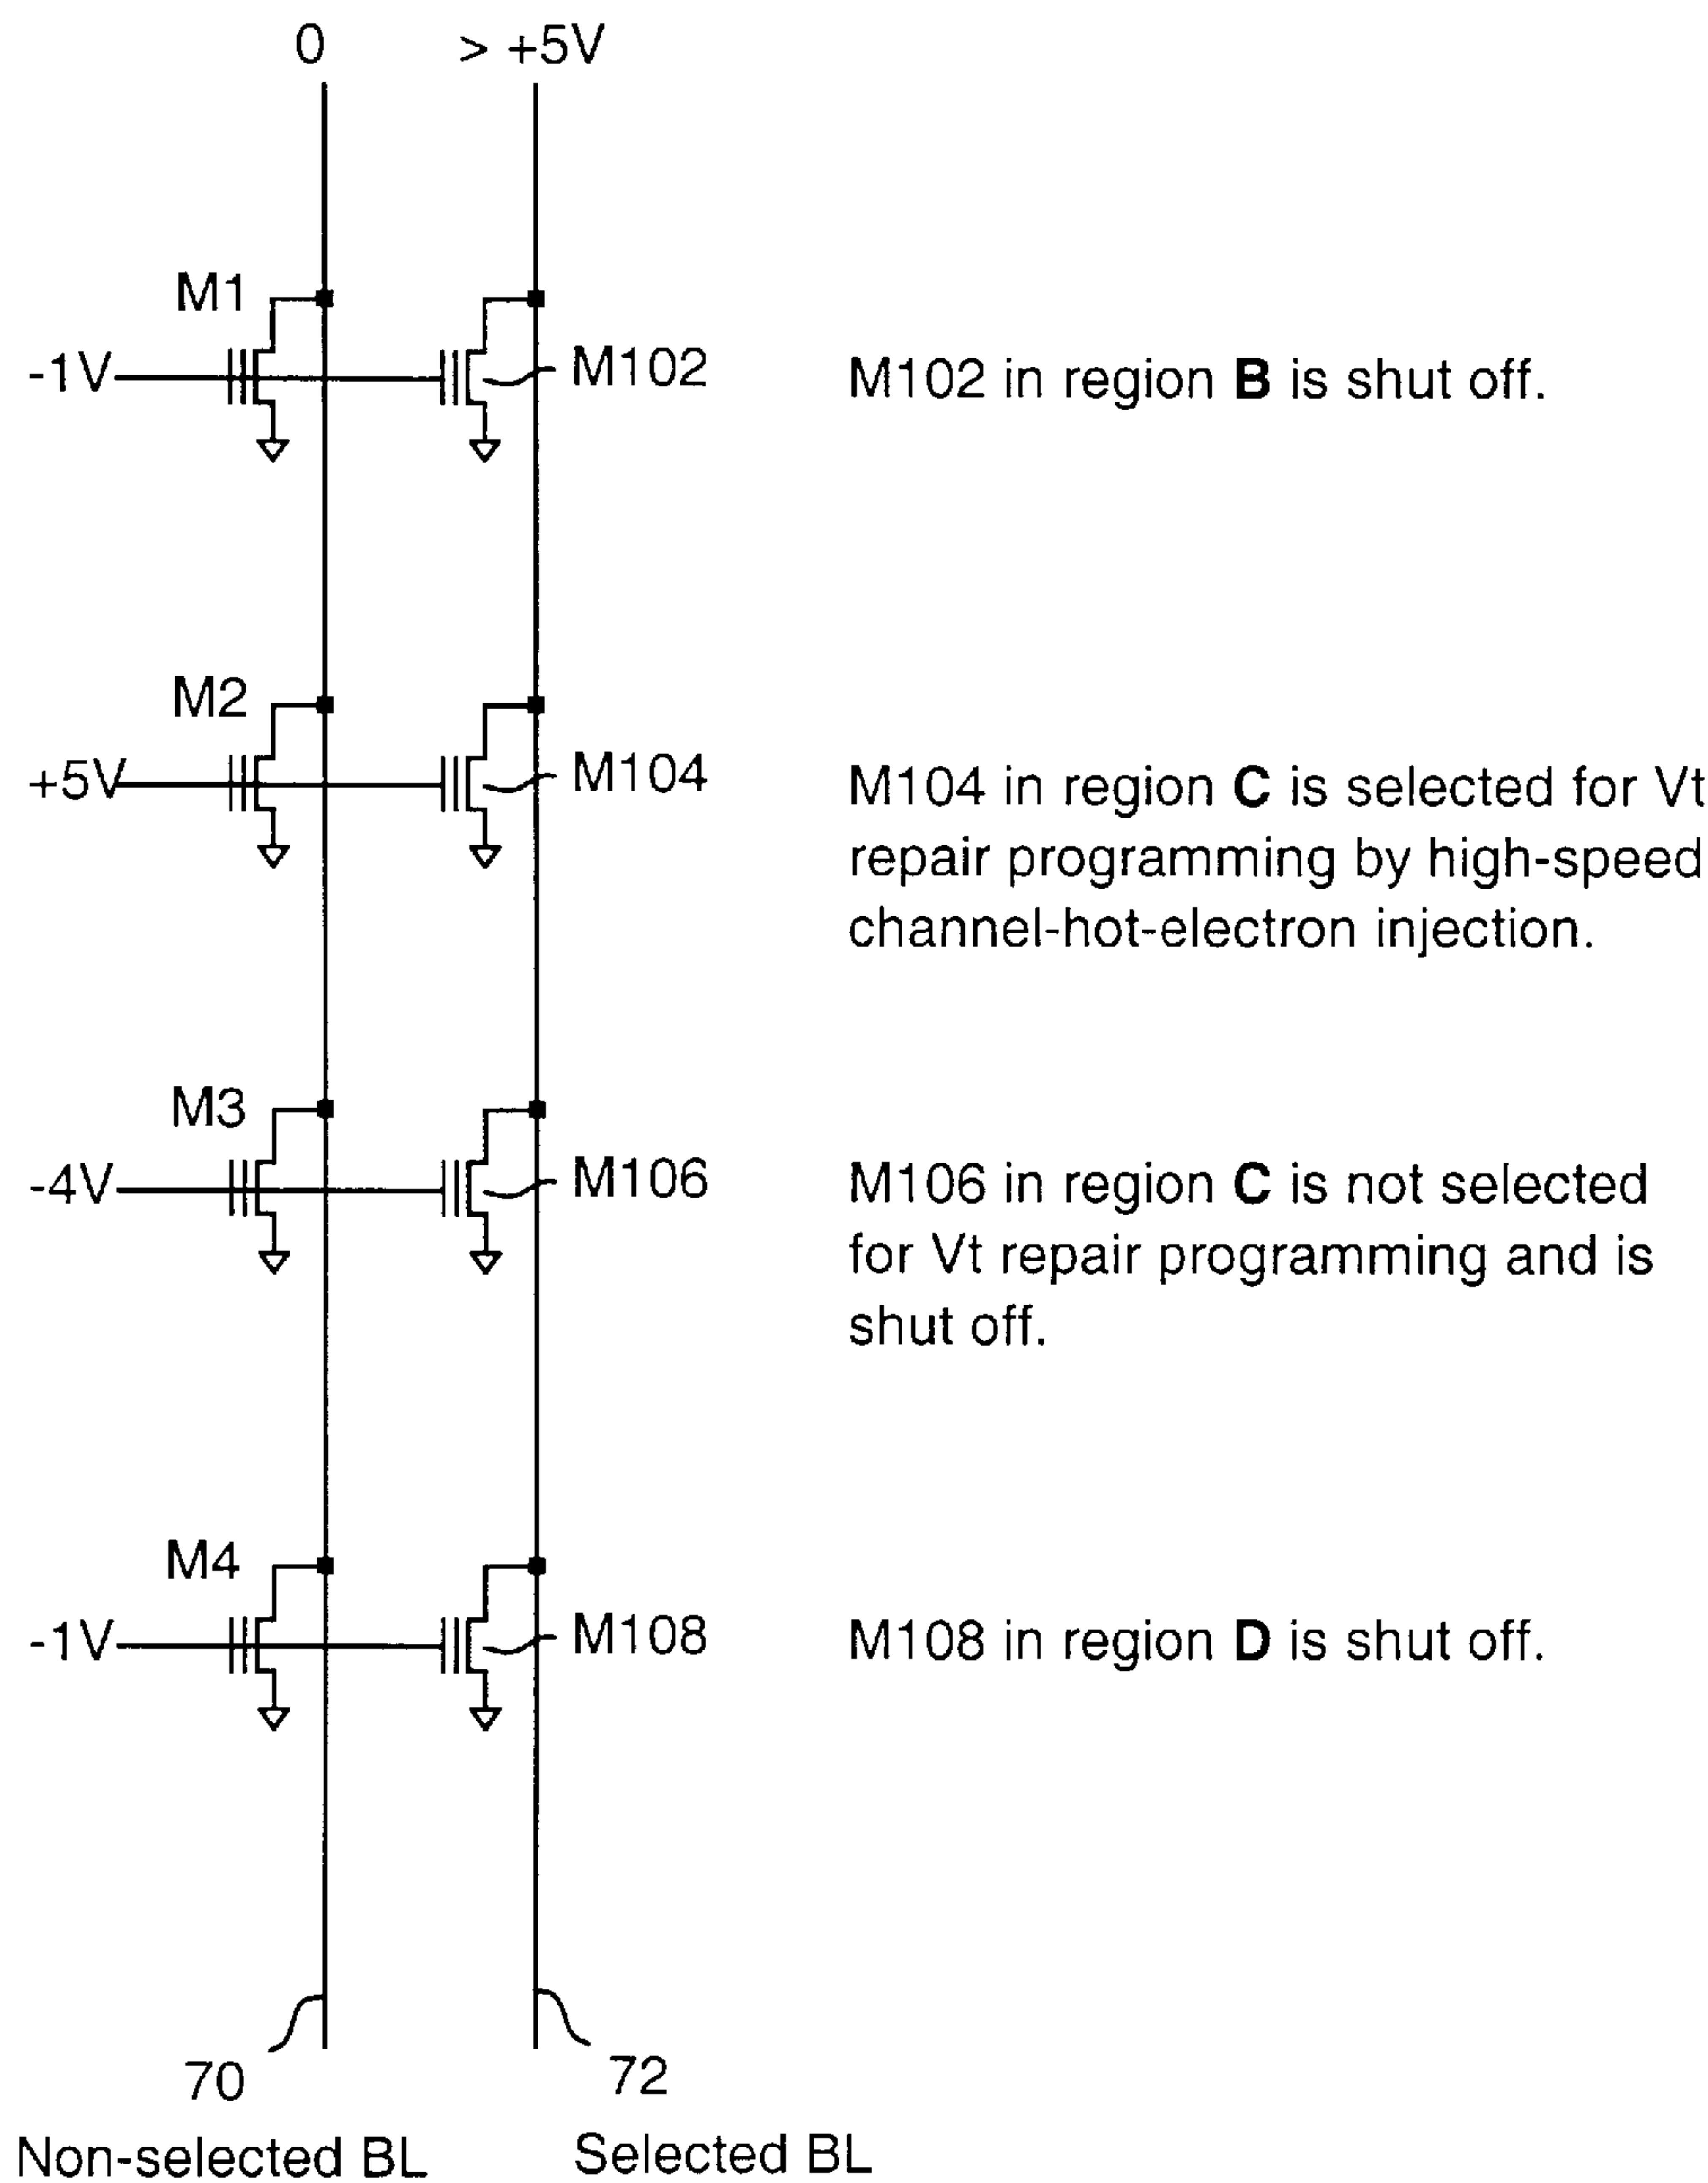 0
> +5V
M1
-1V
M102
M102 in region B is shut off.
M2
+5V
M104
M104 in region C is selected for Vt
repair programming by high-speed
channel-hot-electron injection.
M3
-4V
M106
M106 in region C is not selected
for Vt repair programming and is
shut off.
M4
-1V
M108
M108 in region D is shut off.
70
72
Non-selected BL
Selected BL